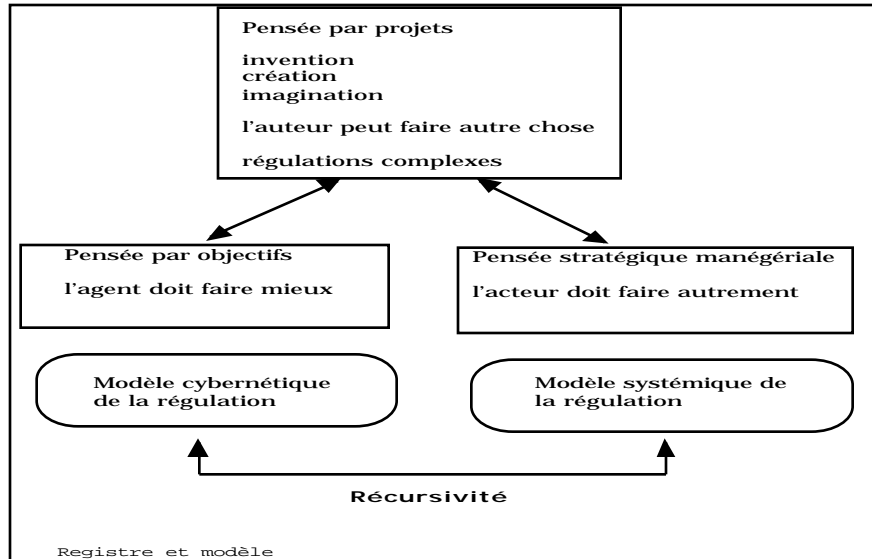 Pensée par projets
invention
création
imagination
l'auteur peut faire autre chose
régulations complexes
Pensée par objectifs
l'agent doit faire mieux
Pensée stratégique manégériale
l'acteur doit faire autrement
Modèle cybernétique
de la régulation
Modèle systémique de
la régulation
Récursivité
Registre et modèle